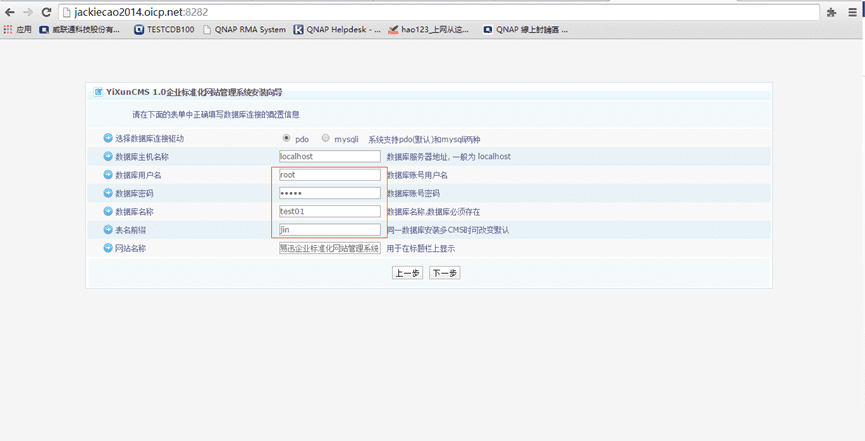 jackiecao2014.oicp.net:8282
应用 威联通科技股份有... TESTCDB100 QNAP RMA System QNAP Helpdesk - ... hao123_上网从这... QNAP 線上討論區 ...
YiXunCMS 1.0企业标准化网站管理系统安装向导
请在下面的表单中正确填写数据库连接的配置信息
选择数据库连接驱动 pdo mysqli 系统支持pdo(默认)和mysqli两种
数据库主机名称 localhost 数据库服务器地址, 一般为 localhost
数据库用户名 root 数据库账号用户名
数据库密码 ••••• 数据库账号密码
数据库名称 test01 数据库名称,数据库必须存在
表名前缀 jin 同一数据库安装多CMS时可改变默认
网站名称 易迅企业标准化网站管理系统 用于在标题栏上显示
上一步 下一步